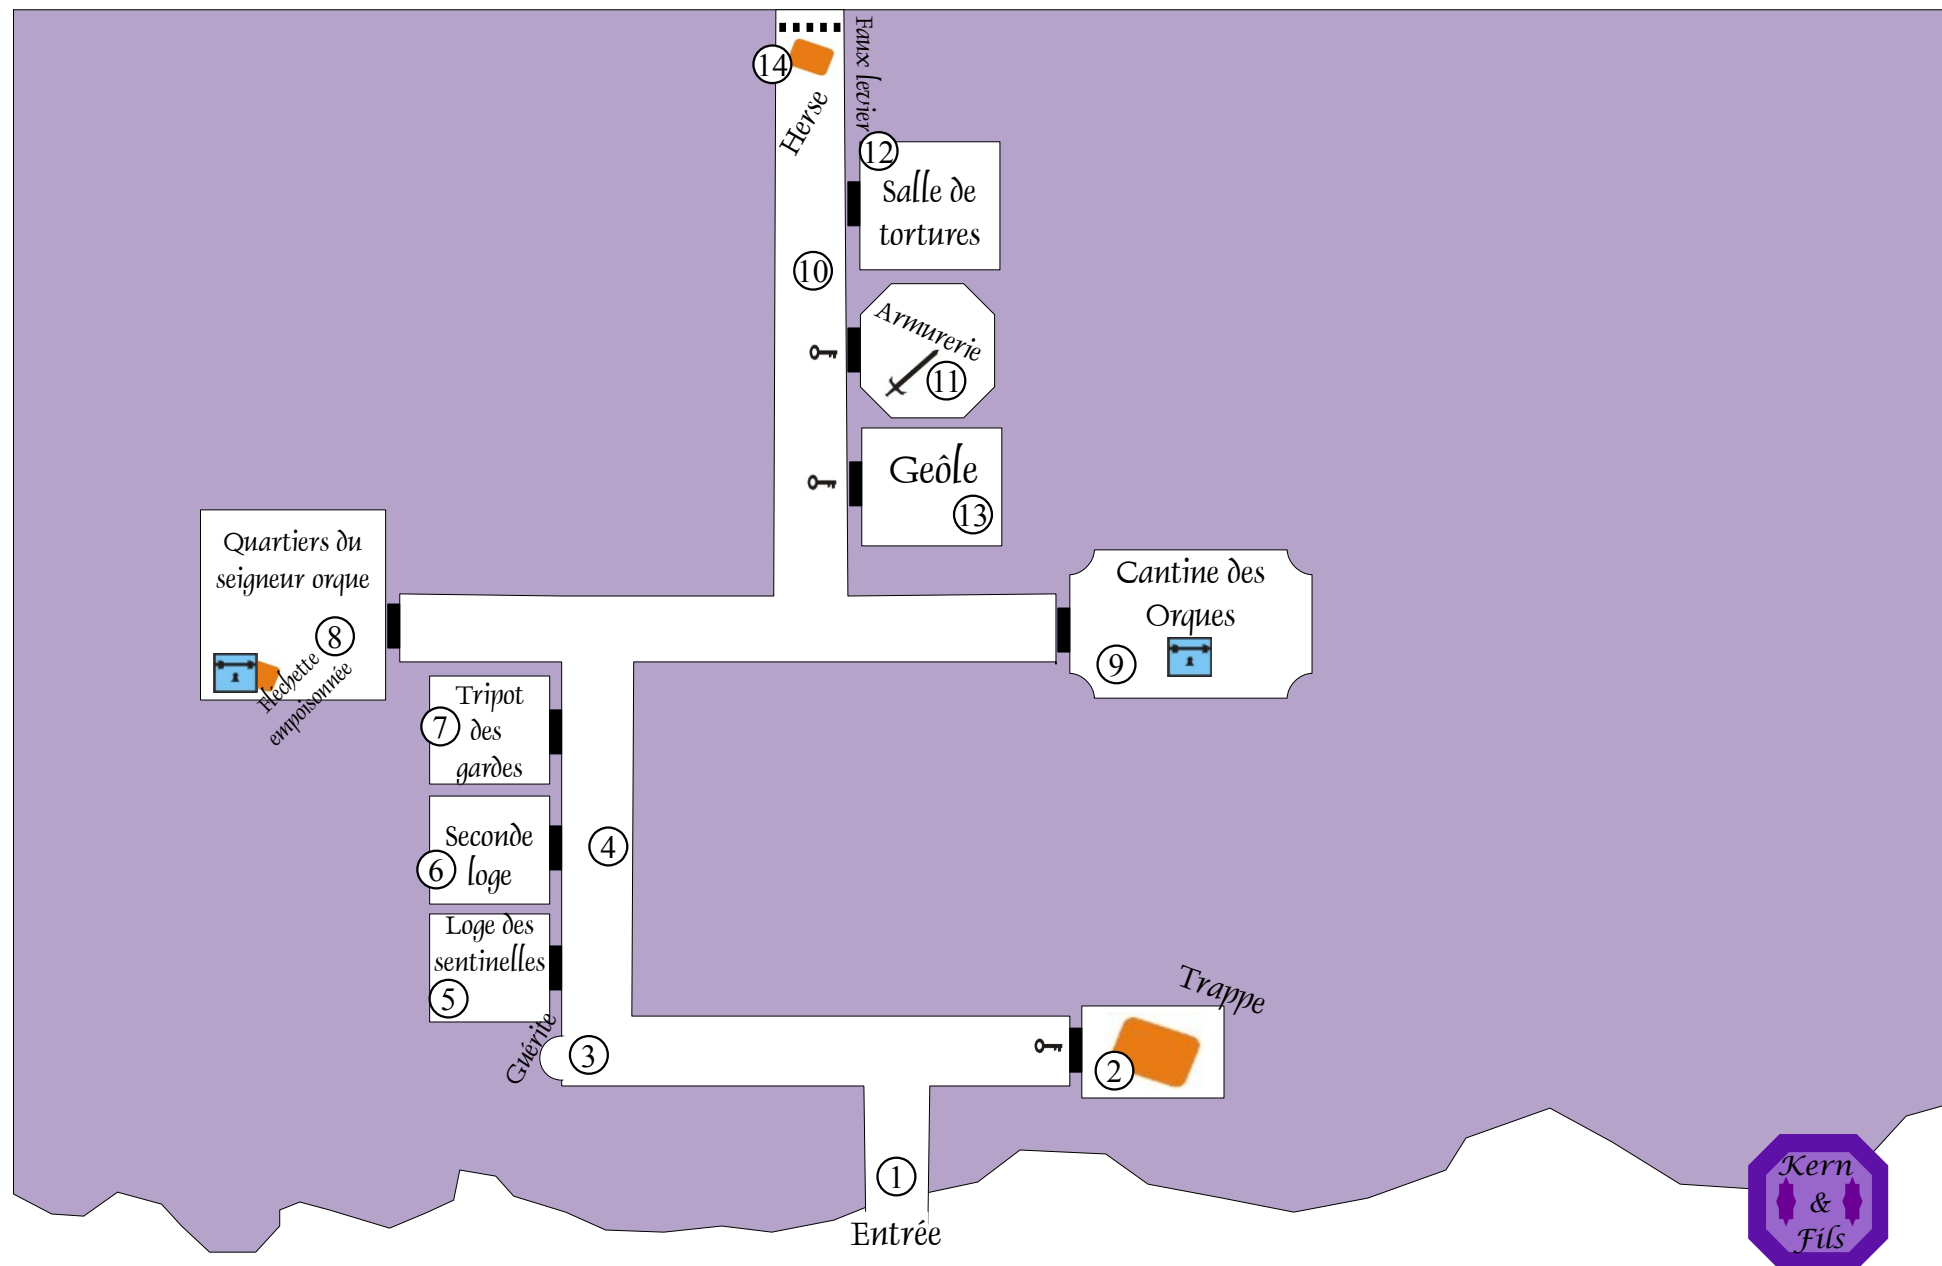 Faux levier
14
Herse
12
Salle de
tortures
10
Armurerie
11
Geôle
13
Quartiers du
seigneur orque
8
Fléchette
empoisonnée
Cantine des
Orques
9
Tripot
des
gardes
7
Seconde
loge
6
4
Loge des
sentinelles
5
Guérite
3
Trappe
2
1
Entrée
Kern
&
Fils